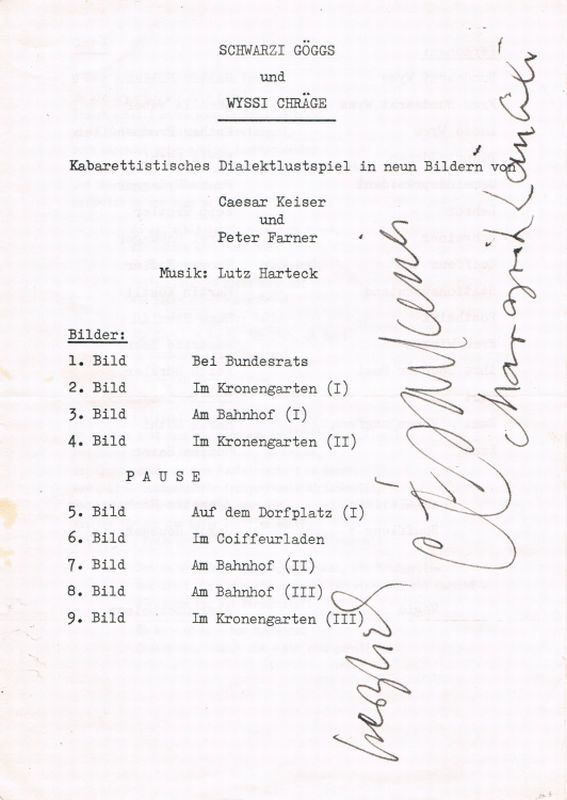 SCHWARZI GÖGGS
und
WYSSI CHRÄGE
Kabarettistisches Dialektlustspiel in neun Bildern von
Caesar Keiser
und
Peter Farner
Musik: Lutz Harteck
Bilder:
1. Bild Bei Bundesrats
2. Bild Im Kronengarten (I)
3. Bild Am Bahnhof (I)
4. Bild Im Kronengarten (II)
P A U S E
5. Bild Auf dem Dorfplatz (I)
6. Bild Im Coiffeurladen
7. Bild Am Bahnhof (II)
8. Bild Am Bahnhof (III)
9. Bild Im Kronengarten (III)